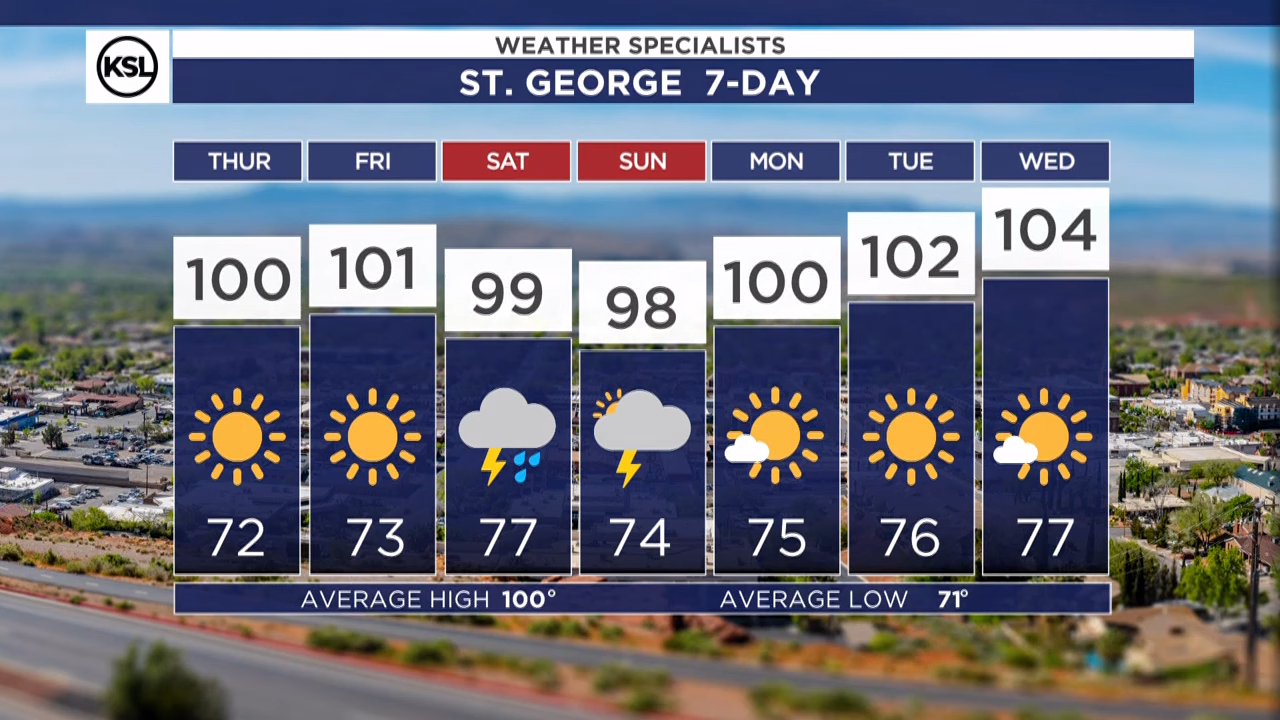 KSL
WEATHER SPECIALISTS
ST. GEORGE 7-DAY
THUR FRI SAT SUN MON TUE WED
100 101 99 98 100 102 104
72 73 77 74 75 76 77
AVERAGE HIGH 100° AVERAGE LOW 71°